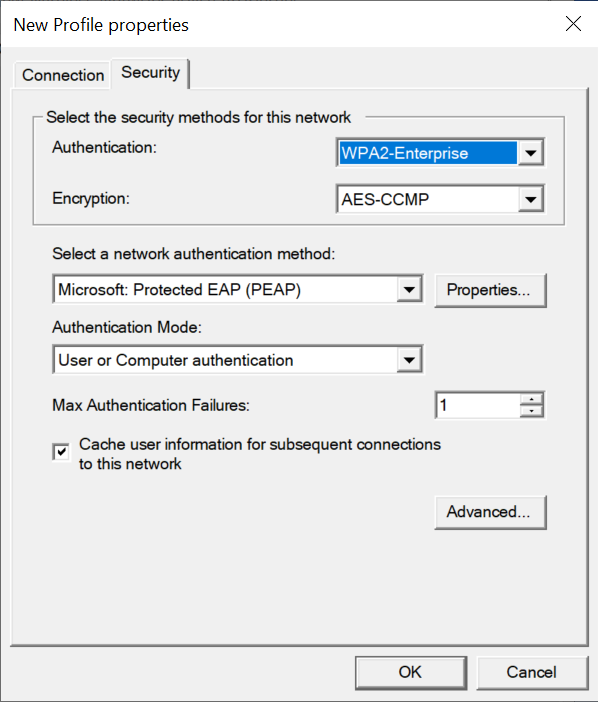 New Profile properties
Connection
Security
Select the security methods for this network
Authentication:
WPA2-Enterprise
Encryption:
AES-CCMP
Select a network authentication method:
Microsoft: Protected EAP (PEAP)
Properties...
Authentication Mode:
User or Computer authentication
Max Authentication Failures:
1
Cache user information for subsequent connections
to this network
Advanced...
OK
Cancel